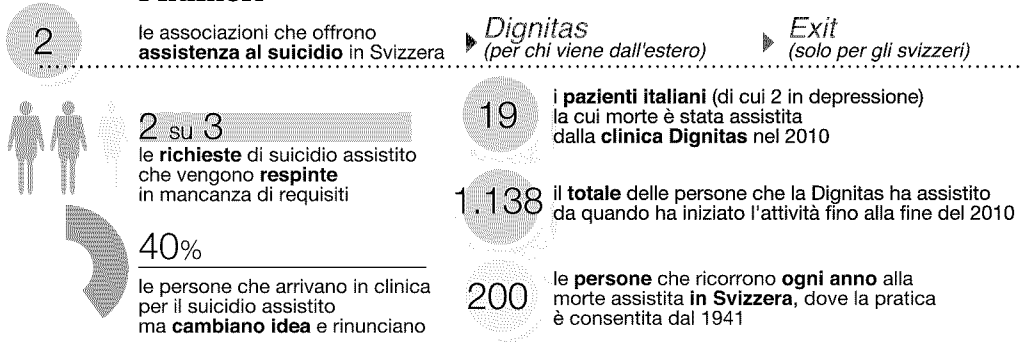 2
le associazioni che offrono
assistenza al suicidio in Svizzera
Dignitas
(per chi viene dall'estero)
Exit
(solo per gli svizzeri)
2 su 3
le richieste di suicidio assistito
che vengono respinte
in mancanza di requisiti
40%
le persone che arrivano in clinica
per il suicidio assistito
ma cambiano idea e rinunciano
19
i pazienti italiani (di cui 2 in depressione)
la cui morte è stata assistita
dalla clinica Dignitas nel 2010
1.138
il totale delle persone che la Dignitas ha assistito
da quando ha iniziato l'attività fino alla fine del 2010
200
le persone che ricorrono ogni anno alla
morte assistita in Svizzera, dove la pratica
è consentita dal 1941